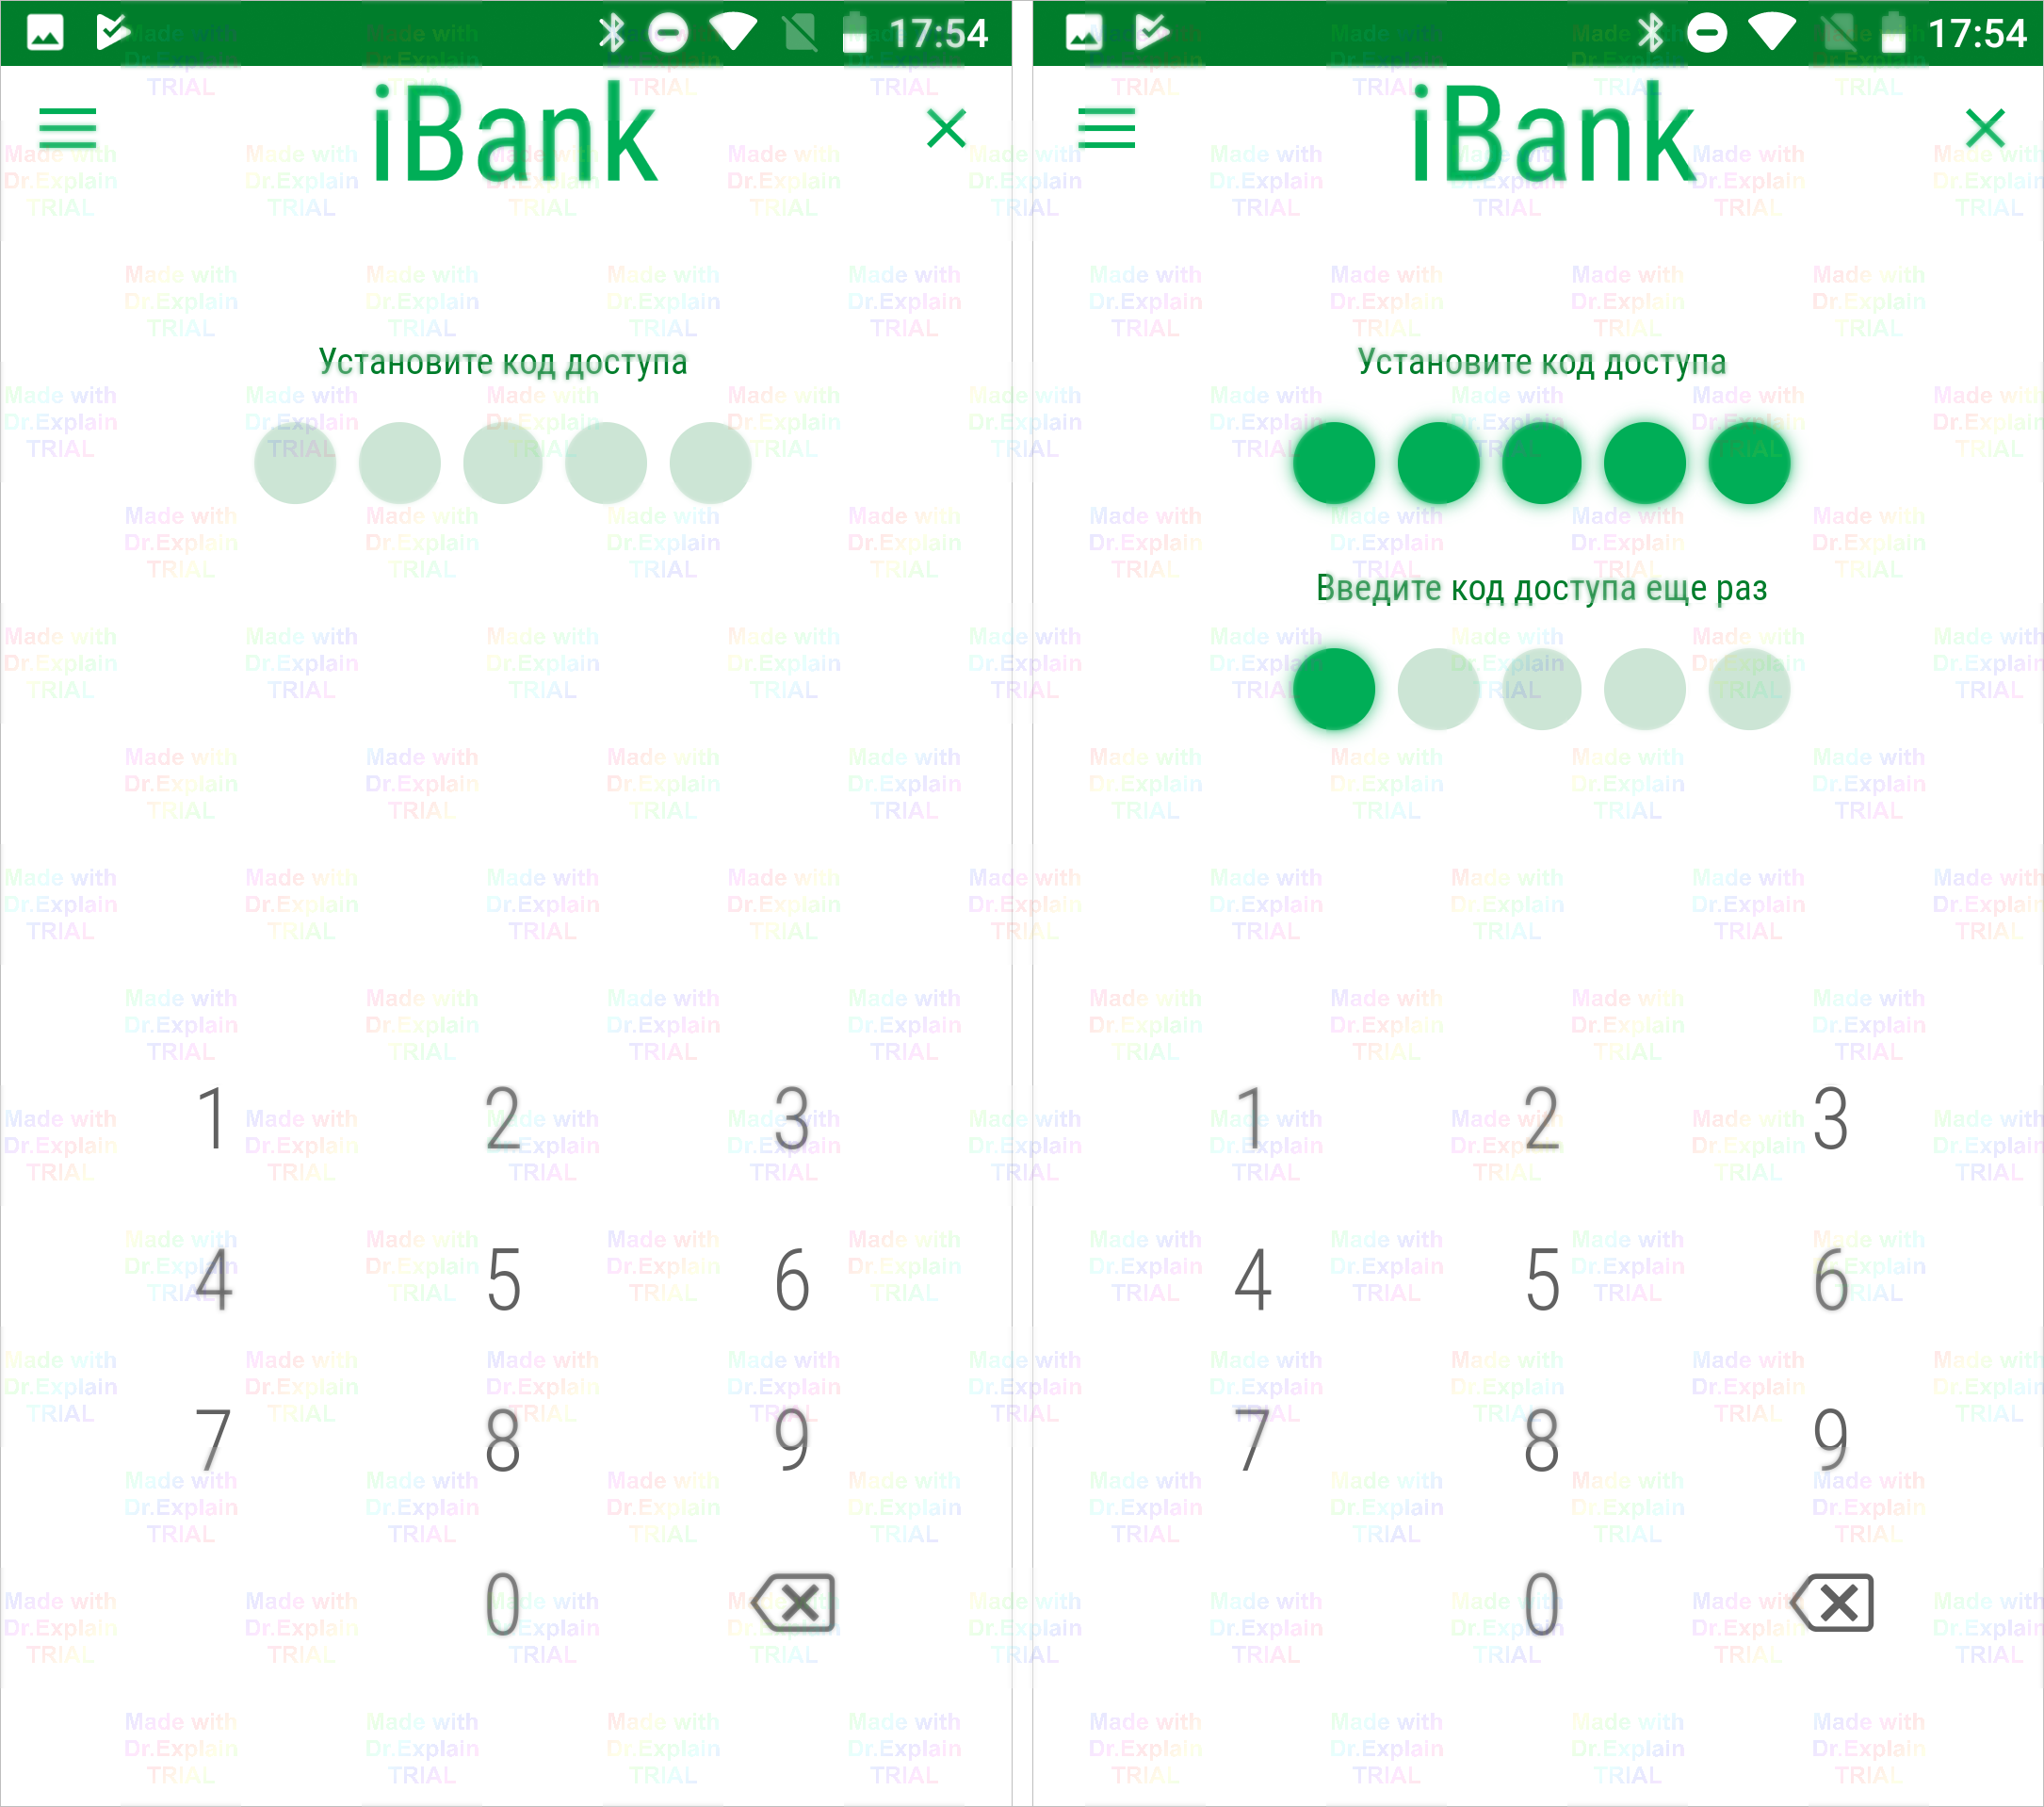 17:54
iBank
Установите код доступа
1 2 3
4 5 6
7 8 9
0
17:54
iBank
Установите код доступа
Введите код доступа еще раз
1 2 3
4 5 6
7 8 9
0
Made with
Dr.Explain
TRIAL